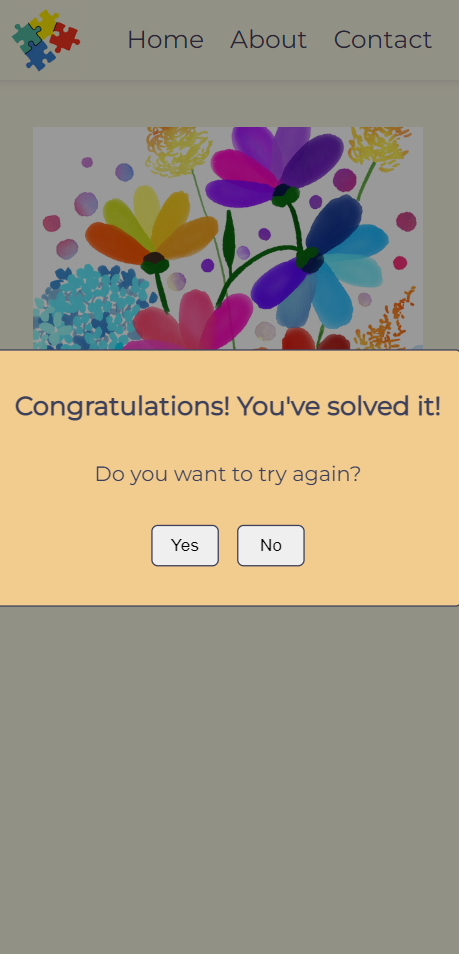 Home About Contact
Congratulations! You've solved it!
Do you want to try again?
Yes No